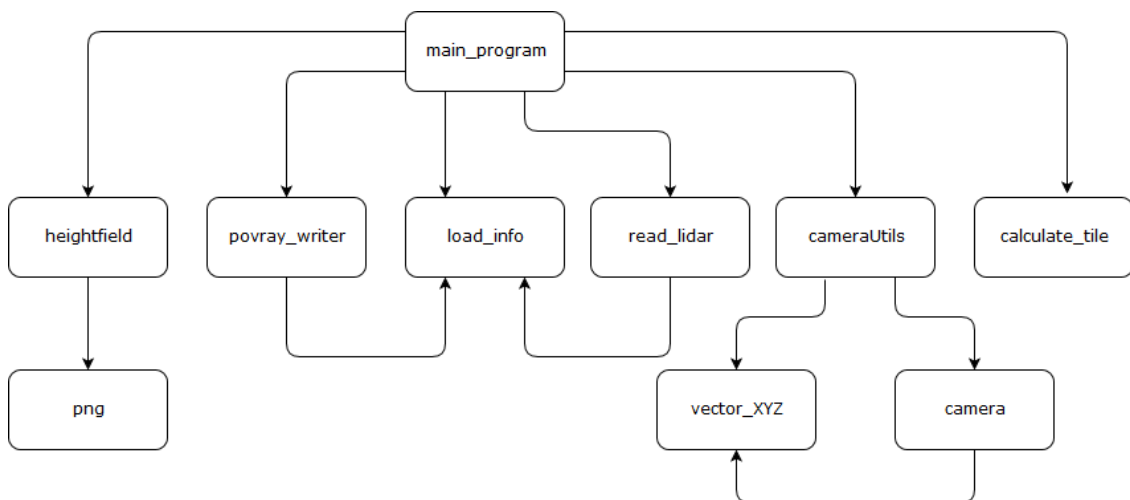 main_program
heightfield
povray_writer
load_info
read_lidar
cameraUtils
calculate_tile
png
vector_XYZ
camera